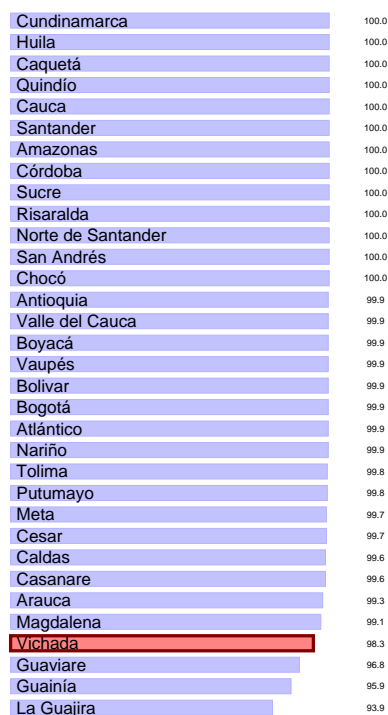 Cundinamarca 100.0
Huila 100.0
Caquetá 100.0
Quindío 100.0
Cauca 100.0
Santander 100.0
Amazonas 100.0
Córdoba 100.0
Sucre 100.0
Risaralda 100.0
Norte de Santander 100.0
San Andrés 100.0
Chocó 100.0
Antioquia 99.9
Valle del Cauca 99.9
Boyacá 99.9
Vaupés 99.9
Bolivar 99.9
Bogotá 99.9
Atlántico 99.9
Nariño 99.9
Tolima 99.8
Putumayo 99.8
Meta 99.7
Cesar 99.7
Caldas 99.6
Casanare 99.6
Arauca 99.3
Magdalena 99.1
Vichada 98.3
Guaviare 96.8
Guainía 95.9
La Guajira 93.9